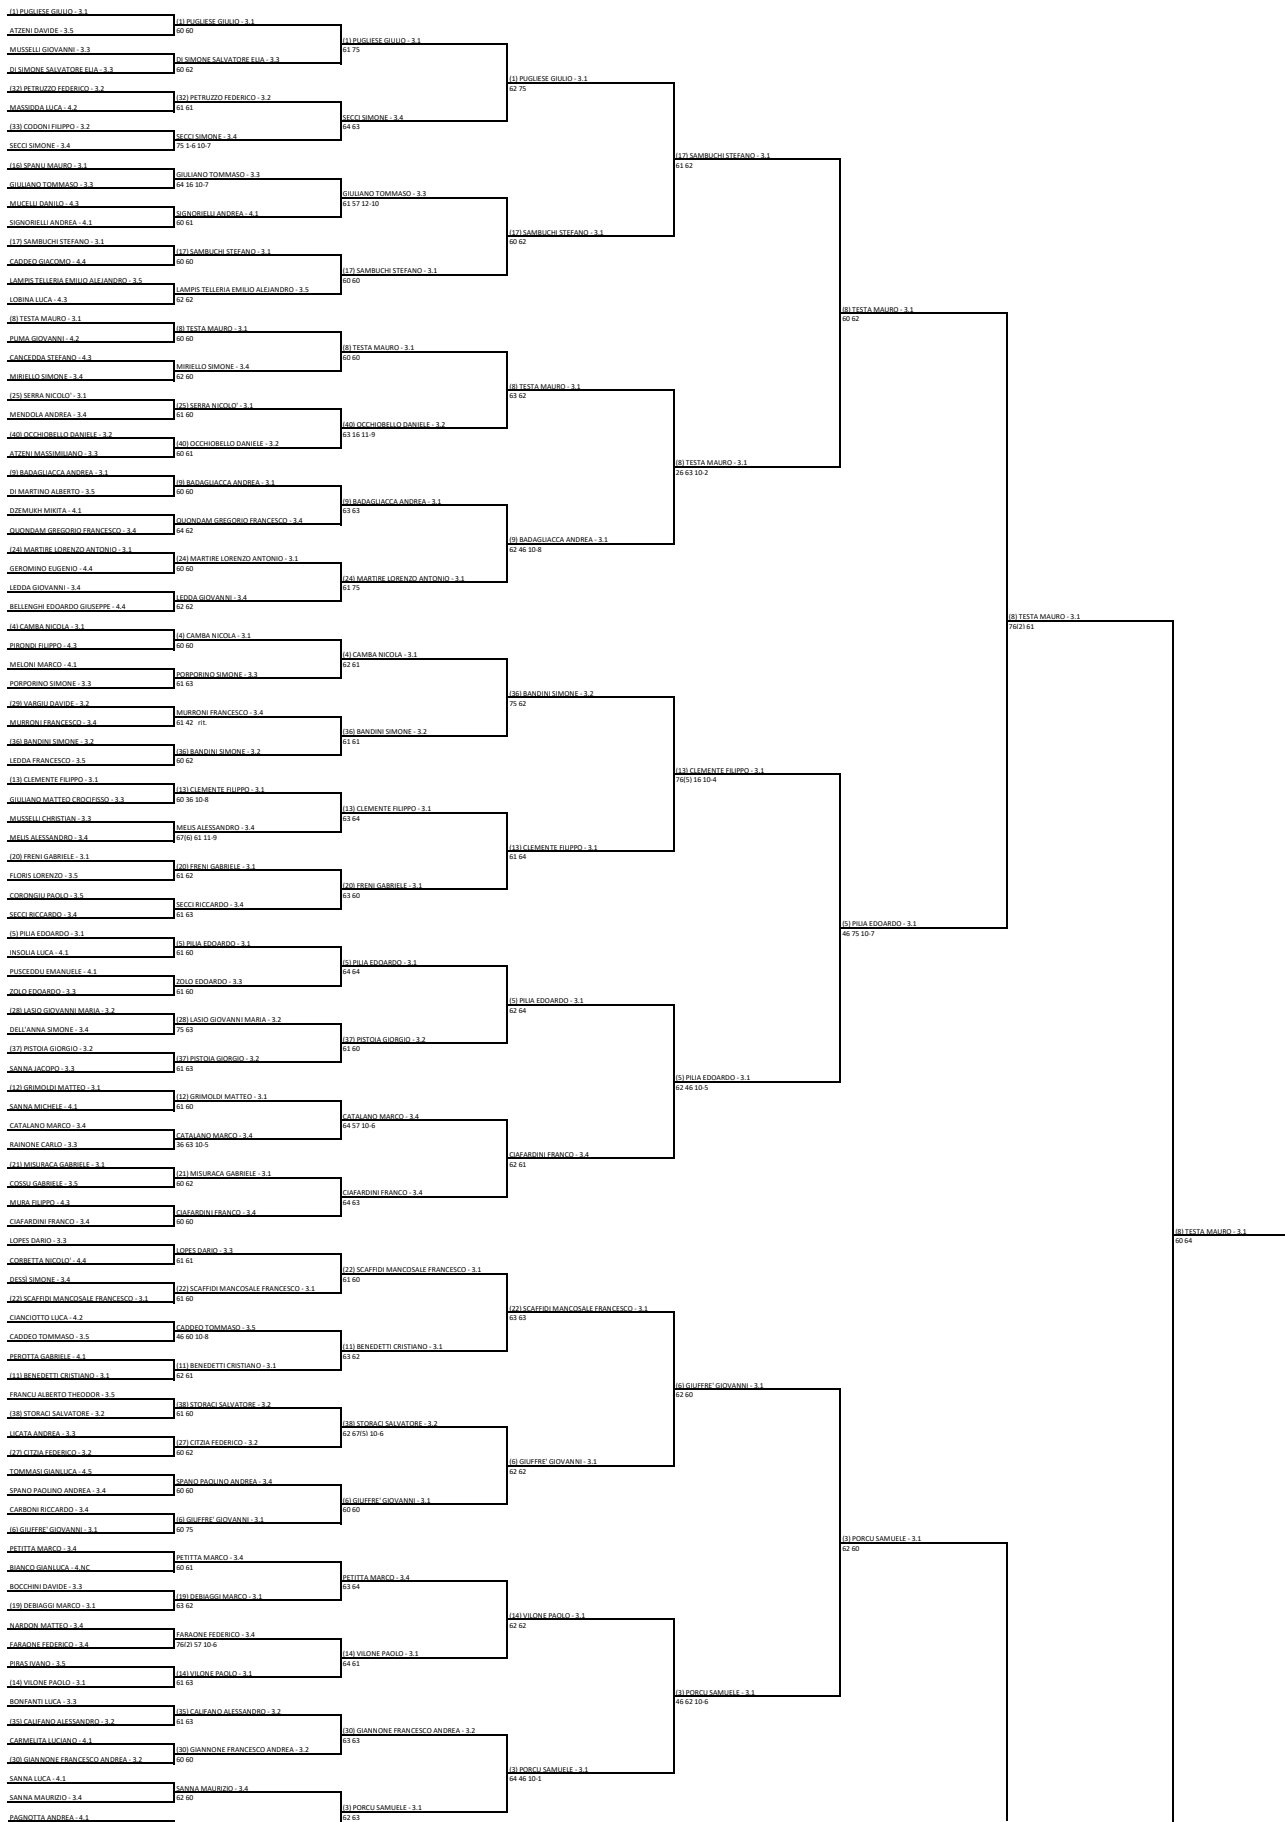 (1) PUGLIESE GIULIO - 3.1
ATZENI DAVIDE - 3.5
MUSSELLI GIOVANNI - 3.3
DI SIMONE SALVATORE ELIA - 3.3
(32) PETRUZZO FEDERICO - 3.2
MASSIDDA LUCA - 4.2
(33) CODONI FILIPPO - 3.2
SECCI SIMONE - 3.4
(16) SPANU MAURO - 3.1
GIULIANO TOMMASO - 3.3
MUCELLI DANILO - 4.3
SIGNORIELLI ANDREA - 4.1
(17) SAMBUCHI STEFANO - 3.1
CADDEO GIACOMO - 4.4
LAMPIS TELLERIA EMILIO ALEJANDRO - 3.5
LOBINA LUCA - 4.3
(8) TESTA MAURO - 3.1
PUMA GIOVANNI - 4.2
CANCEDDA STEFANO - 4.3
MIRIELLO SIMONE - 3.4
(25) SERRA NICOLO' - 3.1
MENDOLA ANDREA - 3.4
(40) OCCHIOBELLO DANIELE - 3.2
ATZENI MASSIMILIANO - 3.3
(9) BADAGLIACCA ANDREA - 3.1
DI MARTINO ALBERTO - 3.5
DZEMUKH MIKITA - 4.1
QUONDAM GREGORIO FRANCESCO - 3.4
(24) MARTIRE LORENZO ANTONIO - 3.1
GEROMINO EUGENIO - 4.4
LEDDA GIOVANNI - 3.4
BELLENGHI EDOARDO GIUSEPPE - 4.4
(4) CAMBA NICOLA - 3.1
PIRONDI FILIPPO - 4.3
MELONI MARCO - 4.1
PORPORINO SIMONE - 3.3
(29) VARGIU DAVIDE - 3.2
MURRONI FRANCESCO - 3.4
(36) BANDINI SIMONE - 3.2
LEDDA FRANCESCO - 3.5
(13) CLEMENTE FILIPPO - 3.1
GIULIANO MATTEO CROCIFISSO - 3.3
MUSSELLI CHRISTIAN - 3.3
MELIS ALESSANDRO - 3.4
(20) FRENI GABRIELE - 3.1
FLORIS LORENZO - 3.5
CORONGIU PAOLO - 3.5
SECCI RICCARDO - 3.4
(5) PILIA EDOARDO - 3.1
INSOLIA LUCA - 4.1
PUSCEDDU EMANUELE - 4.1
ZOLO EDOARDO - 3.3
(28) LASIO GIOVANNI MARIA - 3.2
DELL'ANNA SIMONE - 3.4
(37) PISTOIA GIORGIO - 3.2
SANNA JACOPO - 3.3
(12) GRIMOLDI MATTEO - 3.1
SANNA MICHELE - 4.1
CATALANO MARCO - 3.4
RAINONE CARLO - 3.3
(21) MISURACA GABRIELE - 3.1
COSSU GABRIELE - 3.5
MURA FILIPPO - 4.3
CIAFARDINI FRANCO - 3.4
LOPES DARIO - 3.3
CORBETTA NICOLO' - 4.4
DESSÌ SIMONE - 3.4
(22) SCAFFIDI MANCOSALE FRANCESCO - 3.1
CIANCIOTTO LUCA - 4.2
CADDEO TOMMASO - 3.5
PEROTTA GABRIELE - 4.1
(11) BENEDETTI CRISTIANO - 3.1
FRANCU ALBERTO THEODOR - 3.5
(38) STORACI SALVATORE - 3.2
LICATA ANDREA - 3.3
(27) CITZIA FEDERICO - 3.2
TOMMASI GIANLUCA - 4.5
SPANO PAOLINO ANDREA - 3.4
CARBONI RICCARDO - 3.4
(6) GIUFFRE' GIOVANNI - 3.1
PETITTA MARCO - 3.4
BIANCO GIANLUCA - 4.NC
BOCCHINI DAVIDE - 3.3
(19) DEBIAGGI MARCO - 3.1
NARDON MATTEO - 3.4
FARAONE FEDERICO - 3.4
PIRAS IVANO - 3.5
(14) VILONE PAOLO - 3.1
BONFANTI LUCA - 3.3
(35) CALIFANO ALESSANDRO - 3.2
CARMELITA LUCIANO - 4.1
(30) GIANNONE FRANCESCO ANDREA - 3.2
SANNA LUCA - 4.1
SANNA MAURIZIO - 3.4
PAGNOTTA ANDREA - 4.1
(1) PUGLIESE GIULIO - 3.1
60 60
DI SIMONE SALVATORE ELIA - 3.3
60 62
(32) PETRUZZO FEDERICO - 3.2
61 61
SECCI SIMONE - 3.4
75 1-6 10-7
GIULIANO TOMMASO - 3.3
64 16 10-7
SIGNORIELLI ANDREA - 4.1
60 61
(17) SAMBUCHI STEFANO - 3.1
60 60
LAMPIS TELLERIA EMILIO ALEJANDRO - 3.5
62 62
(8) TESTA MAURO - 3.1
60 60
MIRIELLO SIMONE - 3.4
62 60
(25) SERRA NICOLO' - 3.1
61 60
(40) OCCHIOBELLO DANIELE - 3.2
60 61
(9) BADAGLIACCA ANDREA - 3.1
60 60
QUONDAM GREGORIO FRANCESCO - 3.4
64 62
(24) MARTIRE LORENZO ANTONIO - 3.1
60 60
LEDDA GIOVANNI - 3.4
62 62
(4) CAMBA NICOLA - 3.1
60 60
PORPORINO SIMONE - 3.3
61 63
MURRONI FRANCESCO - 3.4
61 42 rit.
(36) BANDINI SIMONE - 3.2
60 62
(13) CLEMENTE FILIPPO - 3.1
60 36 10-8
MELIS ALESSANDRO - 3.4
67(6) 61 11-9
(20) FRENI GABRIELE - 3.1
61 62
SECCI RICCARDO - 3.4
61 63
(5) PILIA EDOARDO - 3.1
61 60
ZOLO EDOARDO - 3.3
61 60
(28) LASIO GIOVANNI MARIA - 3.2
75 63
(37) PISTOIA GIORGIO - 3.2
61 63
(12) GRIMOLDI MATTEO - 3.1
61 60
CATALANO MARCO - 3.4
36 63 10-5
(21) MISURACA GABRIELE - 3.1
60 62
CIAFARDINI FRANCO - 3.4
60 60
LOPES DARIO - 3.3
61 61
(22) SCAFFIDI MANCOSALE FRANCESCO - 3.1
61 60
CADDEO TOMMASO - 3.5
46 60 10-8
(11) BENEDETTI CRISTIANO - 3.1
62 61
(38) STORACI SALVATORE - 3.2
61 60
(27) CITZIA FEDERICO - 3.2
60 62
SPANO PAOLINO ANDREA - 3.4
60 60
(6) GIUFFRE' GIOVANNI - 3.1
60 75
PETITTA MARCO - 3.4
60 61
(19) DEBIAGGI MARCO - 3.1
63 62
FARAONE FEDERICO - 3.4
76(2) 57 10-6
(14) VILONE PAOLO - 3.1
61 63
(35) CALIFANO ALESSANDRO - 3.2
61 63
(30) GIANNONE FRANCESCO ANDREA - 3.2
60 60
SANNA MAURIZIO - 3.4
62 60
(1) PUGLIESE GIULIO - 3.1
61 75
SECCI SIMONE - 3.4
64 63
GIULIANO TOMMASO - 3.3
61 57 12-10
(17) SAMBUCHI STEFANO - 3.1
60 60
(8) TESTA MAURO - 3.1
60 60
(40) OCCHIOBELLO DANIELE - 3.2
63 16 11-9
(9) BADAGLIACCA ANDREA - 3.1
63 63
(24) MARTIRE LORENZO ANTONIO - 3.1
61 75
(4) CAMBA NICOLA - 3.1
62 61
(36) BANDINI SIMONE - 3.2
61 61
(13) CLEMENTE FILIPPO - 3.1
63 64
(20) FRENI GABRIELE - 3.1
63 60
(5) PILIA EDOARDO - 3.1
64 64
(37) PISTOIA GIORGIO - 3.2
61 60
CATALANO MARCO - 3.4
64 57 10-6
CIAFARDINI FRANCO - 3.4
64 63
(22) SCAFFIDI MANCOSALE FRANCESCO - 3.1
61 60
(11) BENEDETTI CRISTIANO - 3.1
63 62
(38) STORACI SALVATORE - 3.2
62 67(5) 10-6
(6) GIUFFRE' GIOVANNI - 3.1
60 60
PETITTA MARCO - 3.4
63 64
(14) VILONE PAOLO - 3.1
64 61
(30) GIANNONE FRANCESCO ANDREA - 3.2
63 63
(3) PORCU SAMUELE - 3.1
62 63
(1) PUGLIESE GIULIO - 3.1
62 75
(17) SAMBUCHI STEFANO - 3.1
60 62
(8) TESTA MAURO - 3.1
63 62
(9) BADAGLIACCA ANDREA - 3.1
62 46 10-8
(36) BANDINI SIMONE - 3.2
75 62
(13) CLEMENTE FILIPPO - 3.1
61 64
(5) PILIA EDOARDO - 3.1
62 64
CIAFARDINI FRANCO - 3.4
62 61
(22) SCAFFIDI MANCOSALE FRANCESCO - 3.1
63 63
(6) GIUFFRE' GIOVANNI - 3.1
62 62
(14) VILONE PAOLO - 3.1
62 62
(3) PORCU SAMUELE - 3.1
64 46 10-1
(17) SAMBUCHI STEFANO - 3.1
61 62
(8) TESTA MAURO - 3.1
26 63 10-2
(13) CLEMENTE FILIPPO - 3.1
76(5) 16 10-4
(5) PILIA EDOARDO - 3.1
62 46 10-5
(6) GIUFFRE' GIOVANNI - 3.1
62 60
(3) PORCU SAMUELE - 3.1
46 62 10-6
(8) TESTA MAURO - 3.1
60 62
(5) PILIA EDOARDO - 3.1
46 75 10-7
(3) PORCU SAMUELE - 3.1
62 60
(8) TESTA MAURO - 3.1
76(2) 61
(8) TESTA MAURO - 3.1
60 64